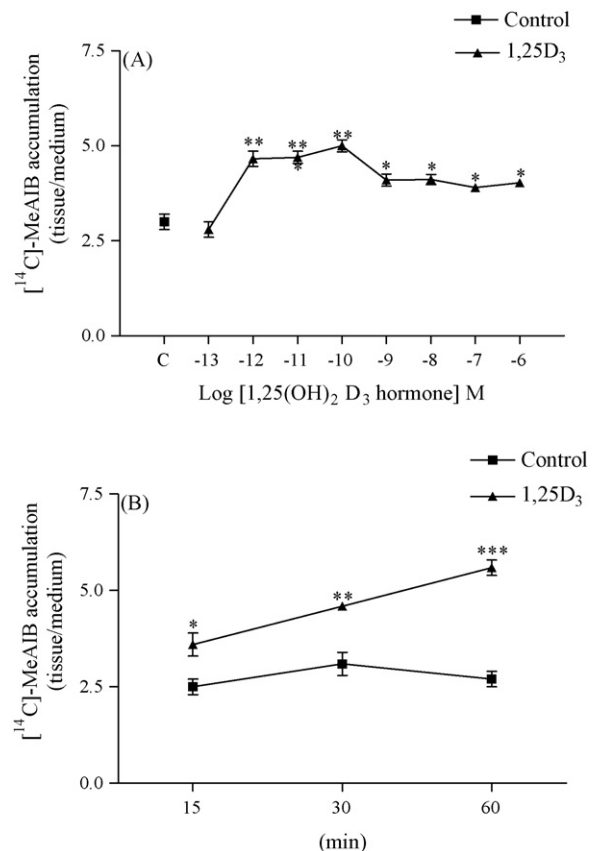 Control
1,25D₃
(A)
[¹⁴C]-MeAIB accumulation
(tissue/medium)
7.5
5.0
2.5
0.0
** ** ** * * * * *
C -13 -12 -11 -10 -9 -8 -7 -6
Log [1,25(OH)₂ D₃ hormone] M
Control
1,25D₃
(B)
[¹⁴C]-MeAIB accumulation
(tissue/medium)
7.5
5.0
2.5
0.0
* ** ***
15 30 60
(min)